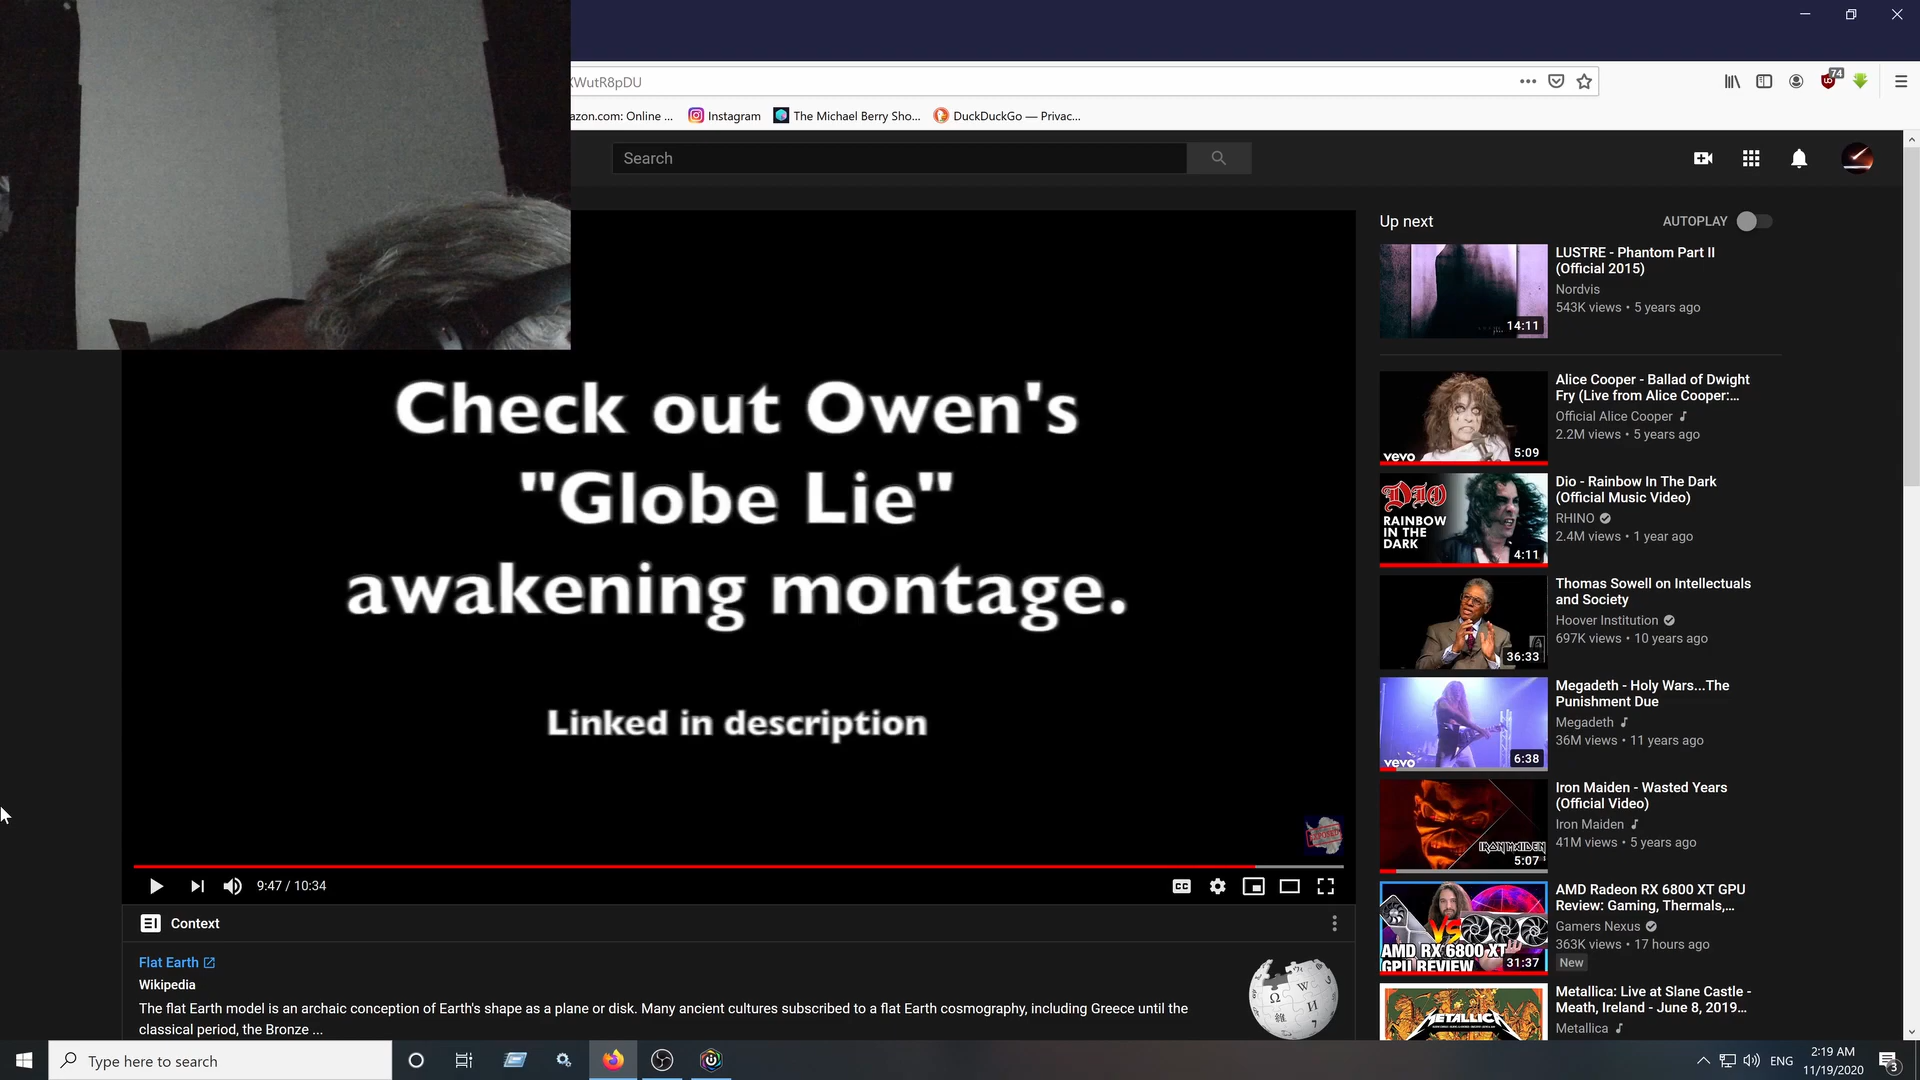 XWutR8pDU
74
azon.com: Online ...
Instagram
The Michael Berry Sho...
DuckDuckGo — Privac...
Search
Check out Owen's
"Globe Lie"
awakening montage.
Linked in description
9:47 / 10:34
CC
Context
Flat Earth
Wikipedia
The flat Earth model is an archaic conception of Earth's shape as a plane or disk. Many ancient cultures subscribed to a flat Earth cosmography, including Greece until the
classical period, the Bronze ...
Up next
AUTOPLAY
14:11
LUSTRE - Phantom Part II
(Official 2015)
Nordvis
543K views • 5 years ago
vevo
5:09
Alice Cooper - Ballad of Dwight
Fry (Live from Alice Cooper:...
Official Alice Cooper
2.2M views • 5 years ago
DIO
RAINBOW
IN THE
DARK
4:11
Dio - Rainbow In The Dark
(Official Music Video)
RHINO
2.4M views • 1 year ago
36:33
Thomas Sowell on Intellectuals
and Society
Hoover Institution
697K views • 10 years ago
vevo
6:38
Megadeth - Holy Wars...The
Punishment Due
Megadeth
36M views • 11 years ago
IRON MAIDEN
5:07
Iron Maiden - Wasted Years
(Official Video)
Iron Maiden
41M views • 5 years ago
VS
AMD RX 6800 XT
GPU REVIEW
31:37
AMD Radeon RX 6800 XT GPU
Review: Gaming, Thermals,...
Gamers Nexus
363K views • 17 hours ago
New
METALLICA
Metallica: Live at Slane Castle -
Meath, Ireland - June 8, 2019...
Metallica
Type here to search
ENG
2:19 AM
11/19/2020
3